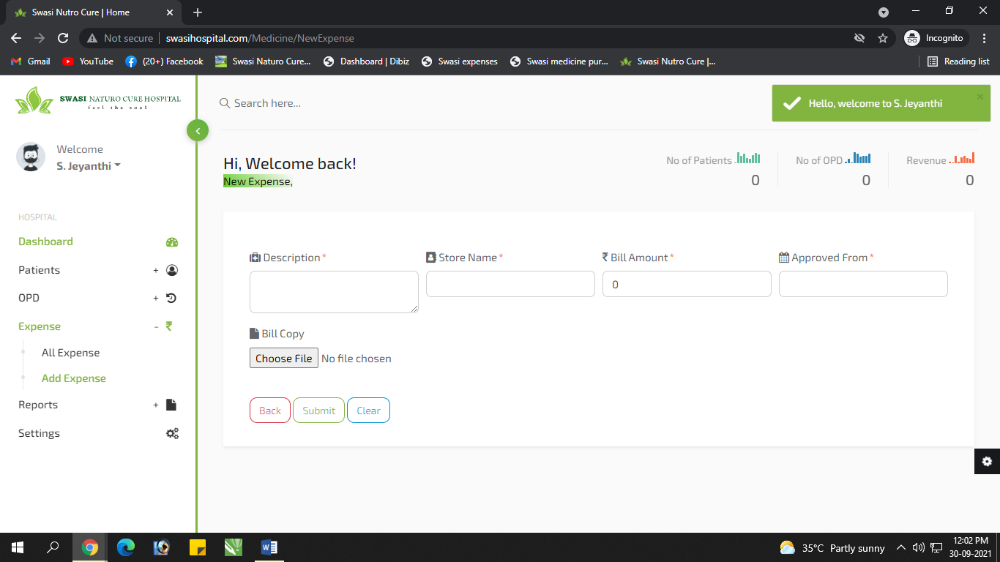 Swasi Nutro Cure | Home
Not secure swasihospital.com/Medicine/NewExpense Incognito
Gmail YouTube (20+) Facebook Swasi Naturo Cure... Dashboard | Dibiz Swasi expenses Swasi medicine pur... Swasi Nutro Cure |... Reading list
SWASI NATURO CURE HOSPITAL
feel the soul
Search here...
Hello, welcome to S. Jeyanthi
×
Welcome
S. Jeyanthi
Hi, Welcome back!
New Expense,
No of Patients
0
No of OPD
0
Revenue
0
HOSPITAL
Dashboard
Patients +
OPD +
Expense - ₹
All Expense
Add Expense
Reports +
Settings
Description *
Store Name *
₹ Bill Amount *
0
Approved From *
Bill Copy
Choose File No file chosen
Back Submit Clear
35°C Partly sunny
12:02 PM
30-09-2021